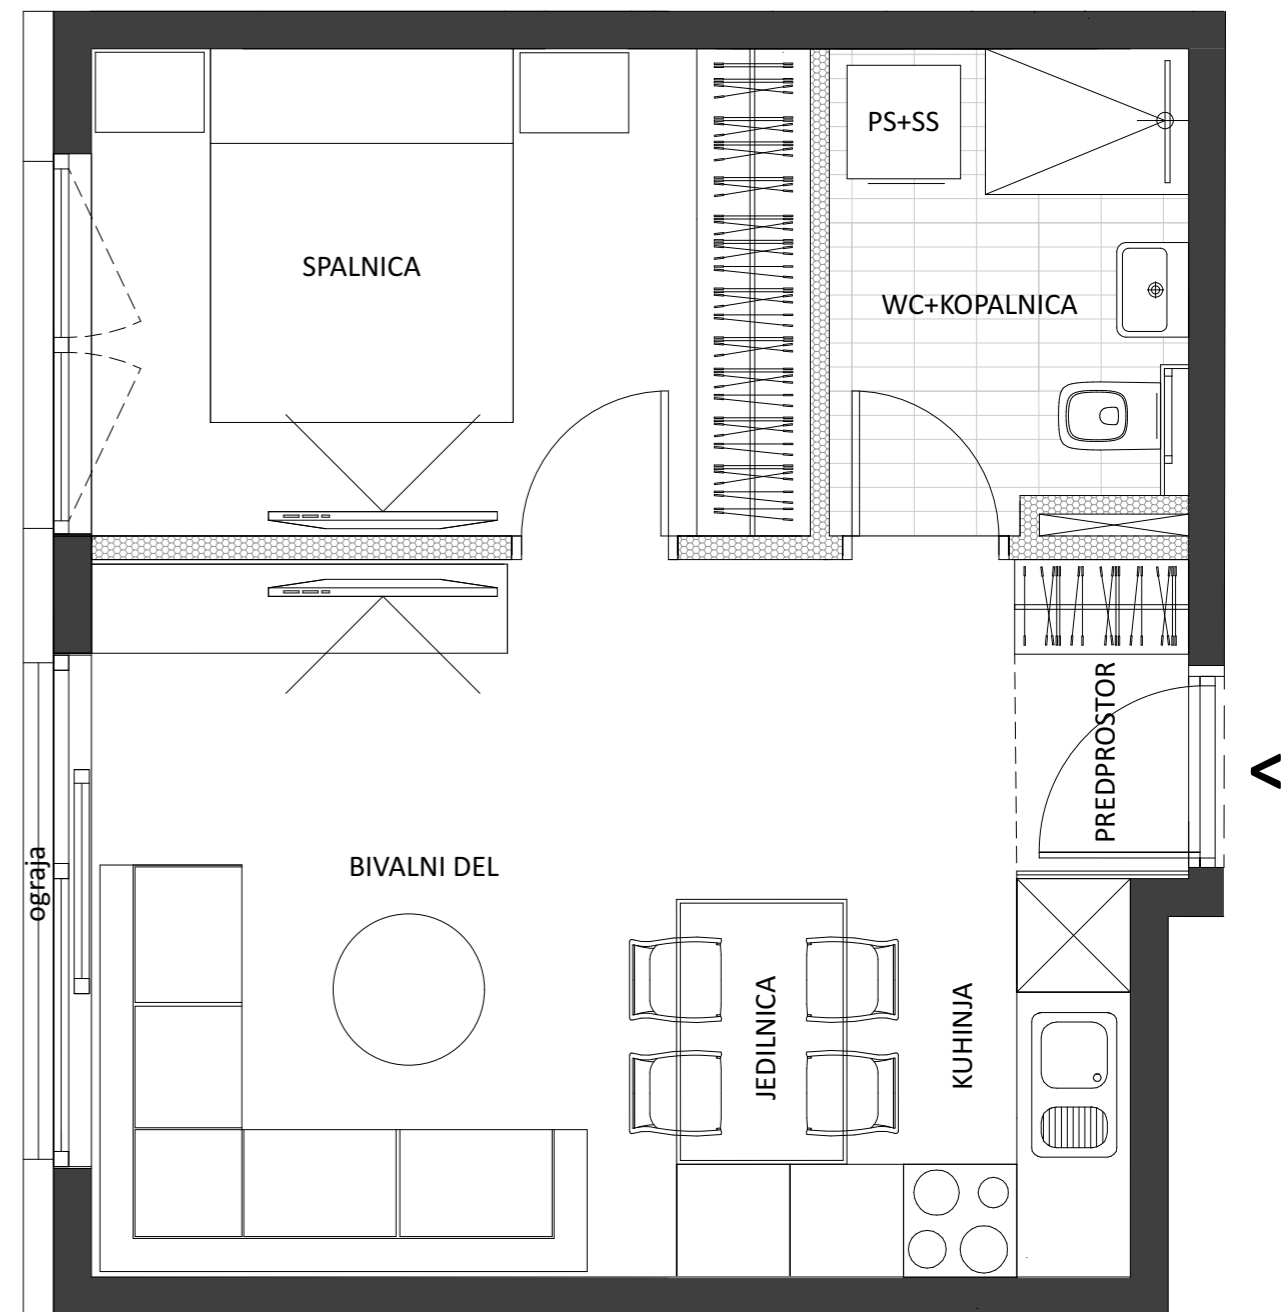 PS+SS
SPALNICA
WC+KOPALNICA
PREDPROSTOR
<
ograja
BIVALNI DEL
JEDILNICA
KUHINJA